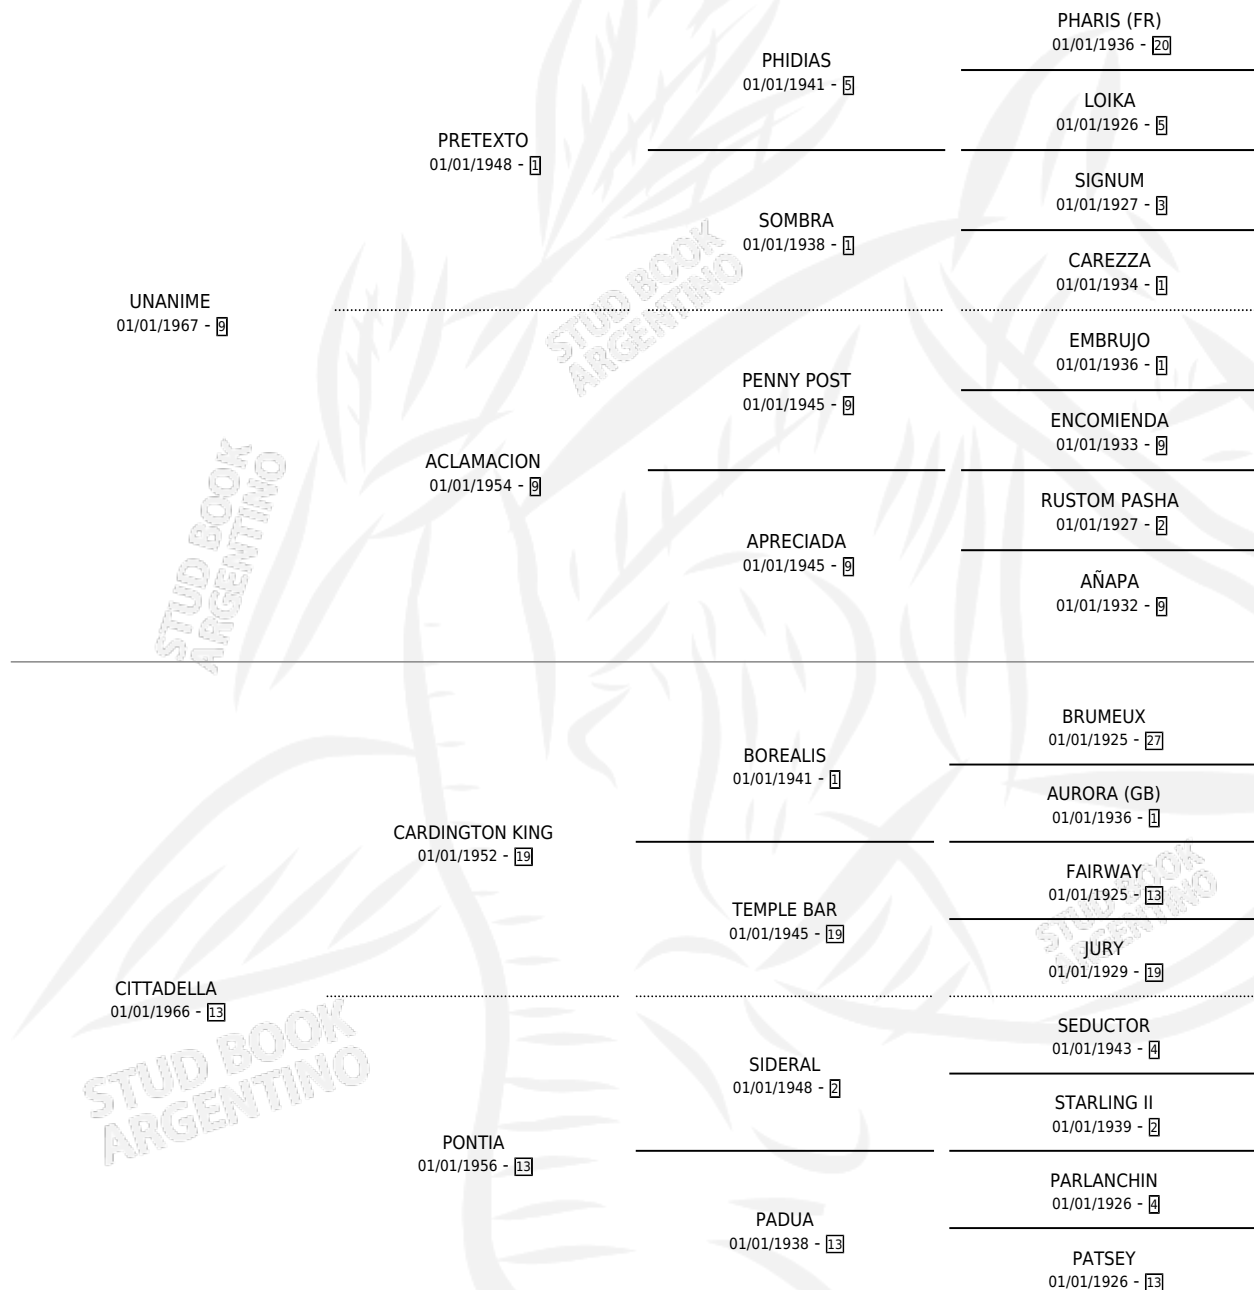 PHARIS (FR)
01/01/1936 - 20
PHIDIAS
01/01/1941 - 5
LOIKA
01/01/1926 - 5
PRETEXTO
01/01/1948 - 1
SIGNUM
01/01/1927 - 3
SOMBRA
01/01/1938 - 1
CAREZZA
01/01/1934 - 1
UNANIME
01/01/1967 - 9
EMBRUJO
01/01/1936 - 1
PENNY POST
01/01/1945 - 9
ENCOMIENDA
01/01/1933 - 9
ACLAMACION
01/01/1954 - 9
RUSTOM PASHA
01/01/1927 - 2
APRECIADA
01/01/1945 - 9
AÑAPA
01/01/1932 - 9
BRUMEUX
01/01/1925 - 27
BOREALIS
01/01/1941 - 1
AURORA (GB)
01/01/1936 - 1
CARDINGTON KING
01/01/1952 - 19
FAIRWAY
01/01/1925 - 13
TEMPLE BAR
01/01/1945 - 19
JURY
01/01/1929 - 19
CITTADELLA
01/01/1966 - 13
SEDUCTOR
01/01/1943 - 4
SIDERAL
01/01/1948 - 2
STARLING II
01/01/1939 - 2
PONTIA
01/01/1956 - 13
PARLANCHIN
01/01/1926 - 4
PADUA
01/01/1938 - 13
PATSEY
01/01/1926 - 13
STUD BOOK
ARGENTINO
STUD BOOK
ARGENTINO
STUD BOOK
ARGENTINO
STUD BOOK
ARGENTINO